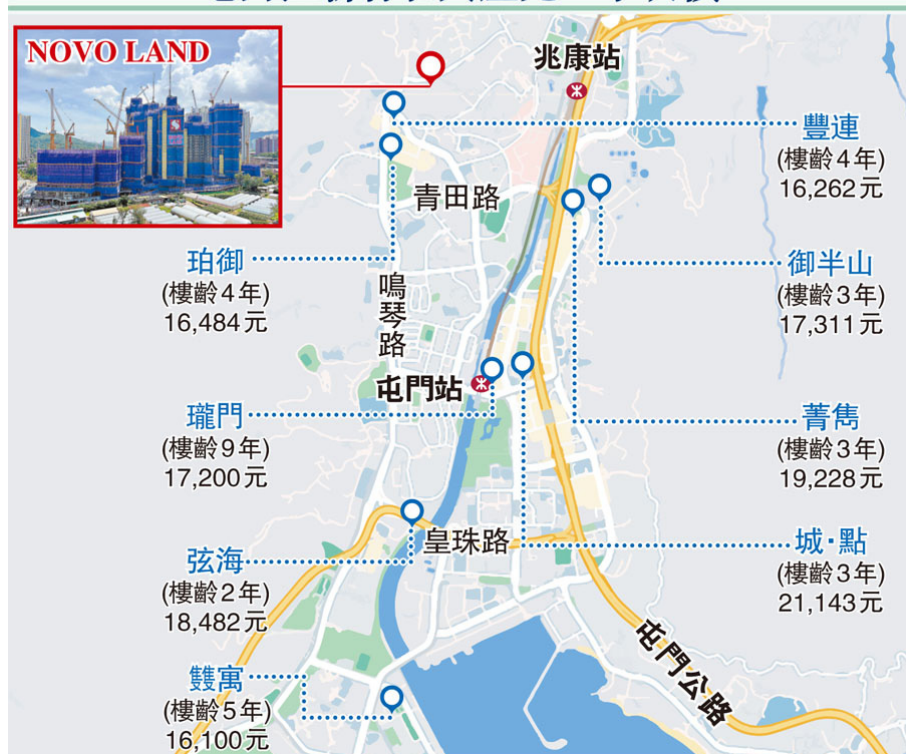 NOVO LAND
兆康站
豐連
(樓齡4年)
16,262元
青田路
珀御
(樓齡4年)
16,484元
鳴琴路
御半山
(樓齡3年)
17,311元
屯門站
瓏門
(樓齡9年)
17,200元
菁雋
(樓齡3年)
19,228元
皇珠路
弦海
(樓齡2年)
18,482元
城‧點
(樓齡3年)
21,143元
屯門公路
雙寓
(樓齡5年)
16,100元